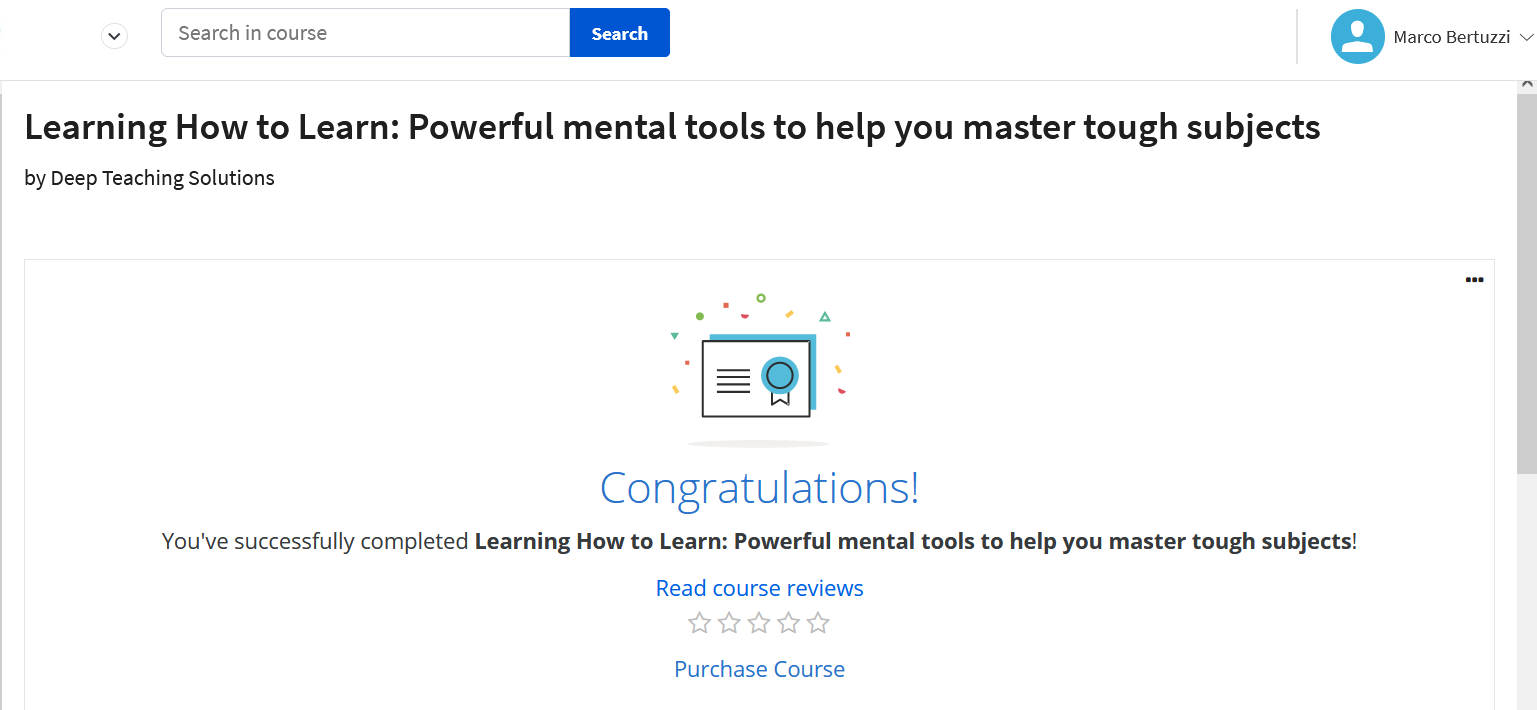 Search in course
Search
Marco Bertuzzi
Learning How to Learn: Powerful mental tools to help you master tough subjects
by Deep Teaching Solutions
Congratulations!
You've successfully completed Learning How to Learn: Powerful mental tools to help you master tough subjects!
Read course reviews
Purchase Course